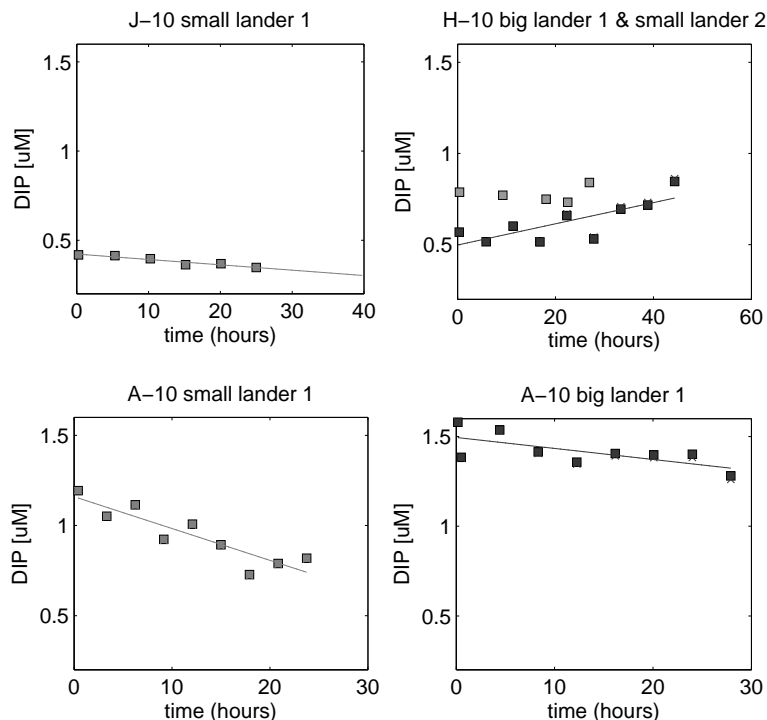 J−10 small lander 1
1.5
1
0.5
DIP [uM]
0 10 20 30 40
time (hours)
H−10 big lander 1 & small lander 2
1.5
1
0.5
DIP [uM]
0 20 40 60
time (hours)
A−10 small lander 1
1.5
1
0.5
DIP [uM]
0 10 20 30
time (hours)
A−10 big lander 1
1.5
1
0.5
DIP [uM]
0 10 20 30
time (hours)